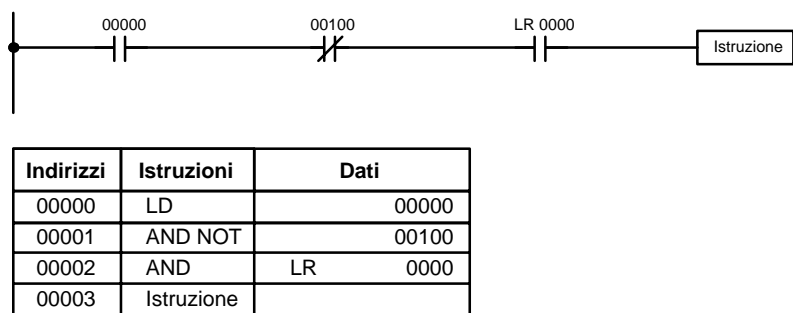 00000 00100 LR 0000
Istruzione
Indirizzi Istruzioni Dati
00000 LD 00000
00001 AND NOT 00100
00002 AND LR 0000
00003 Istruzione